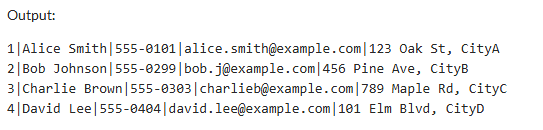 Output:
1|Alice Smith|555-0101|alice.smith@example.com|123 Oak St, CityA
2|Bob Johnson|555-0299|bob.j@example.com|456 Pine Ave, CityB
3|Charlie Brown|555-0303|charlieb@example.com|789 Maple Rd, CityC
4|David Lee|555-0404|david.lee@example.com|101 Elm Blvd, CityD